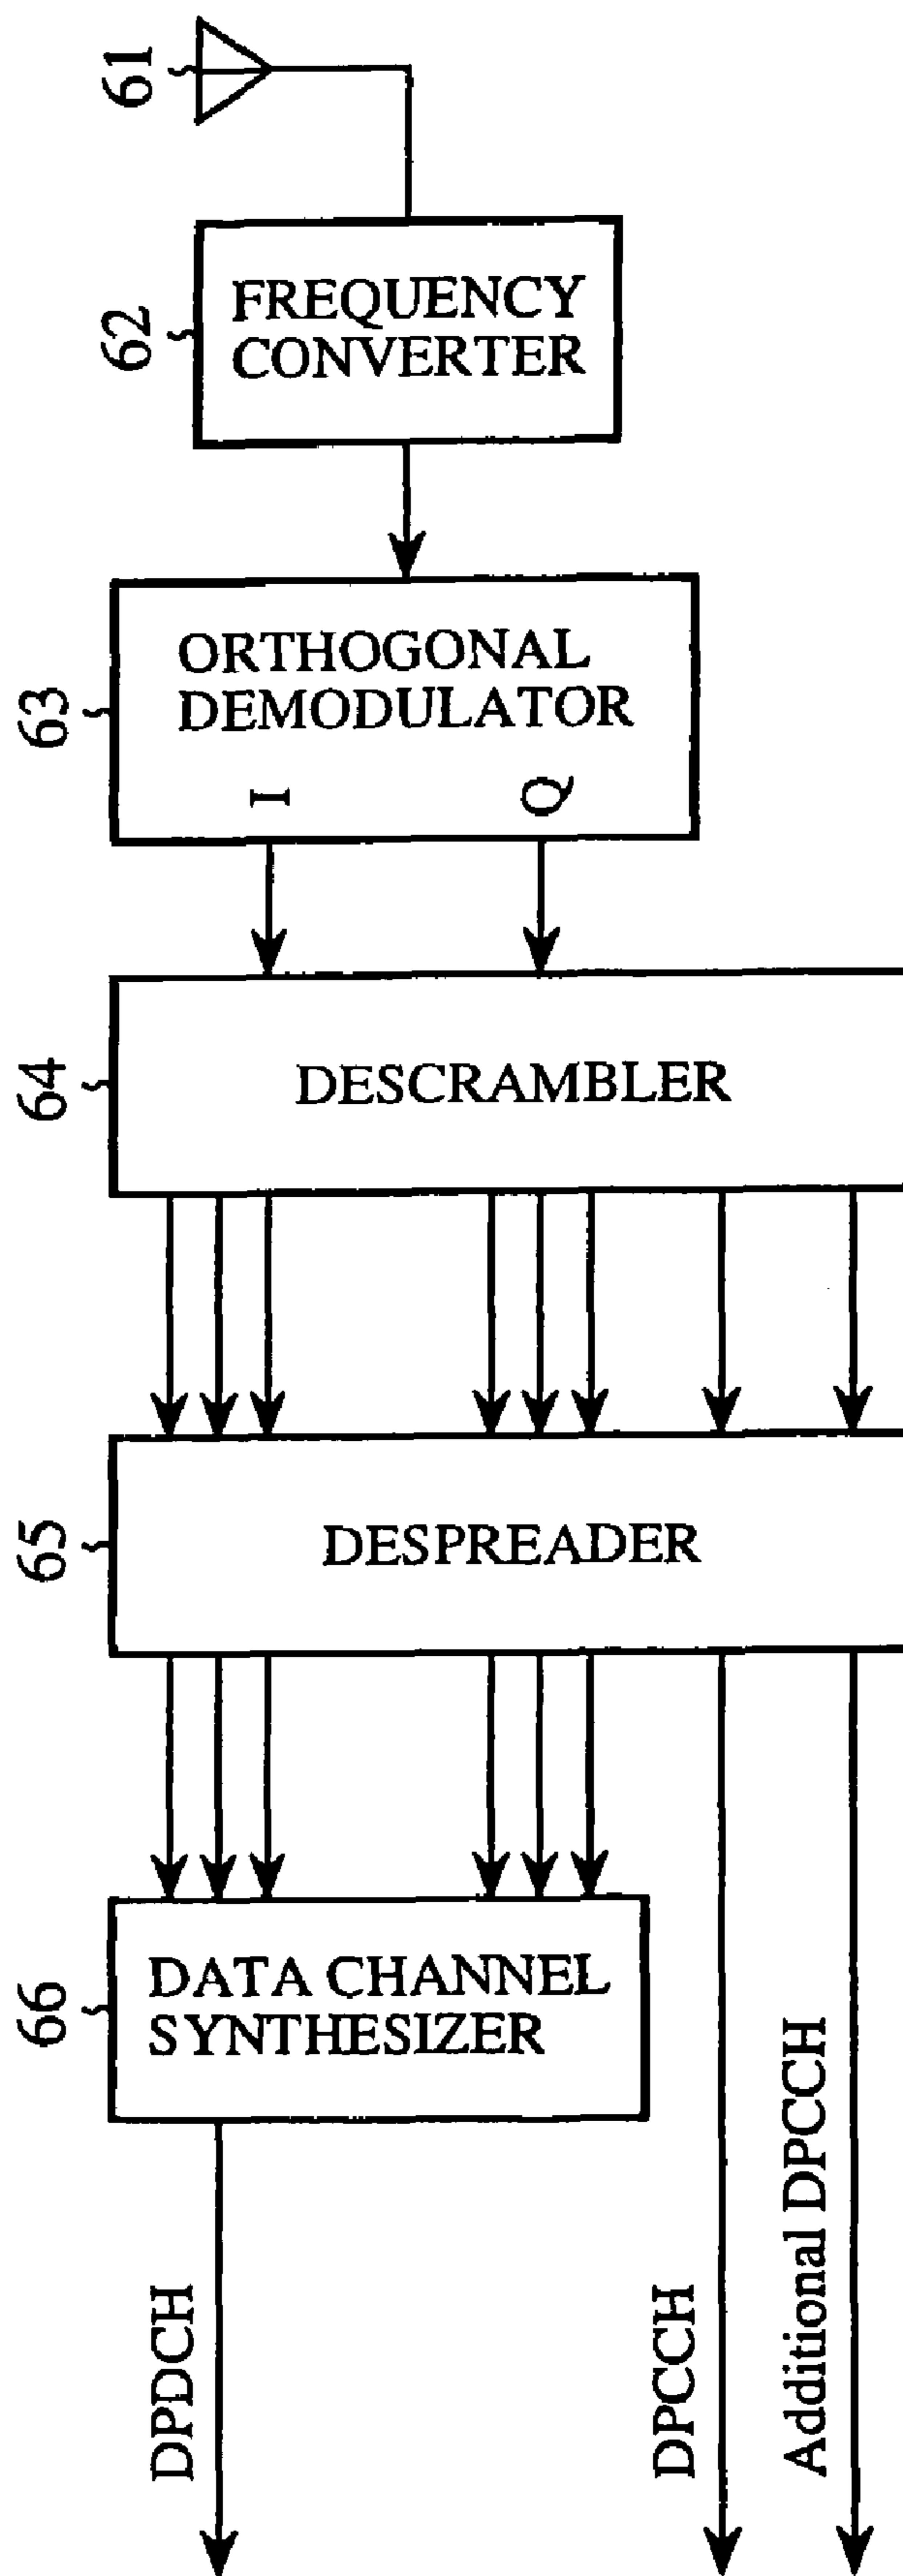 61
62
FREQUENCY
CONVERTER
63
ORTHOGONAL
DEMODULATOR
I
Q
64
DESCRAMBLER
65
DESPREADER
66
DATA CHANNEL
SYNTHESIZER
DPDCH
DPCCH
Additional DPCCH